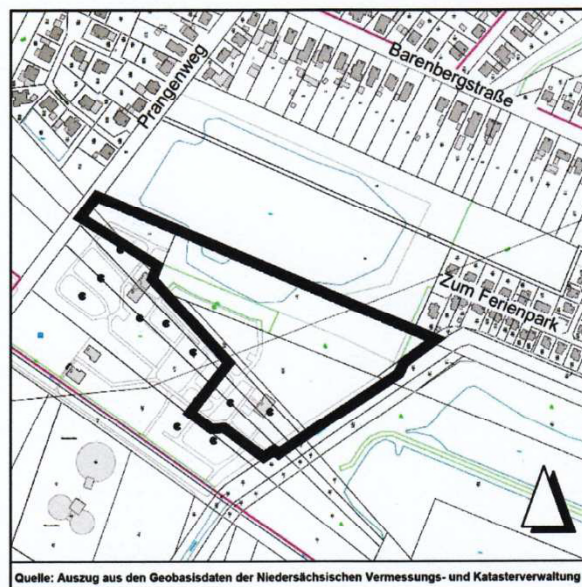 Barenbergstraße
Prangenweg
Zum Ferienpark
Quelle: Auszug aus den Geobasisdaten der Niedersächsischen Vermessungs- und Katasterverwaltung